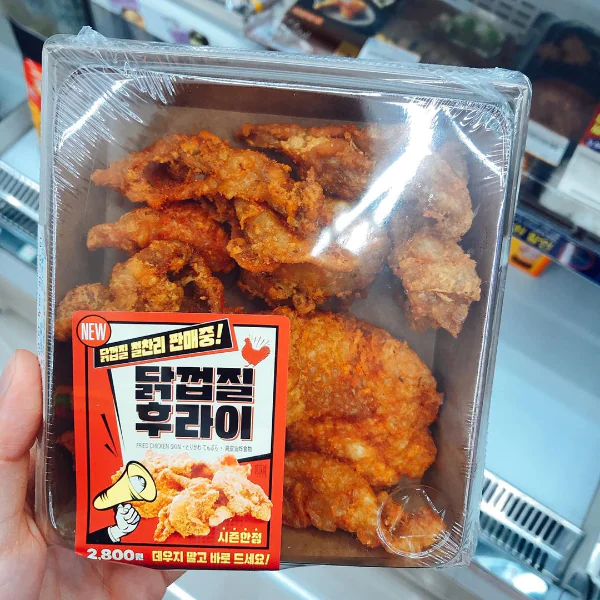 NEW
닭껍질 절찬리 판매중!
닭껍질
후라이
FRIED CHICKEN SKIN
시즌한정
2,800원
데우지 말고 바로 드세요!